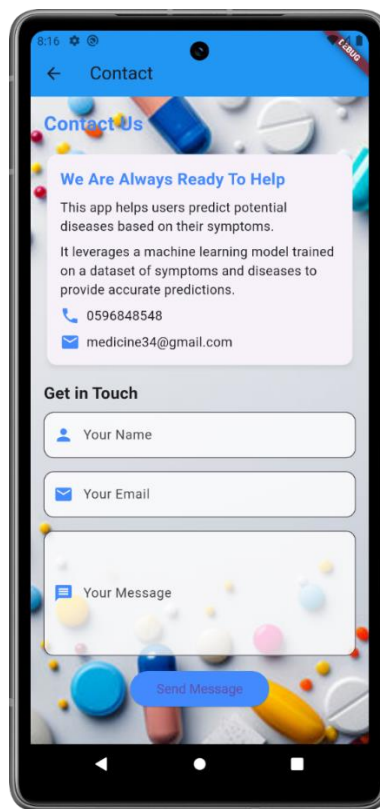 8:16
DEBUG
Contact
Contact Us
We Are Always Ready To Help
This app helps users predict potential
diseases based on their symptoms.
It leverages a machine learning model trained
on a dataset of symptoms and diseases to
provide accurate predictions.
0596848548
medicine34@gmail.com
Get in Touch
Your Name
Your Email
Your Message
Send Message